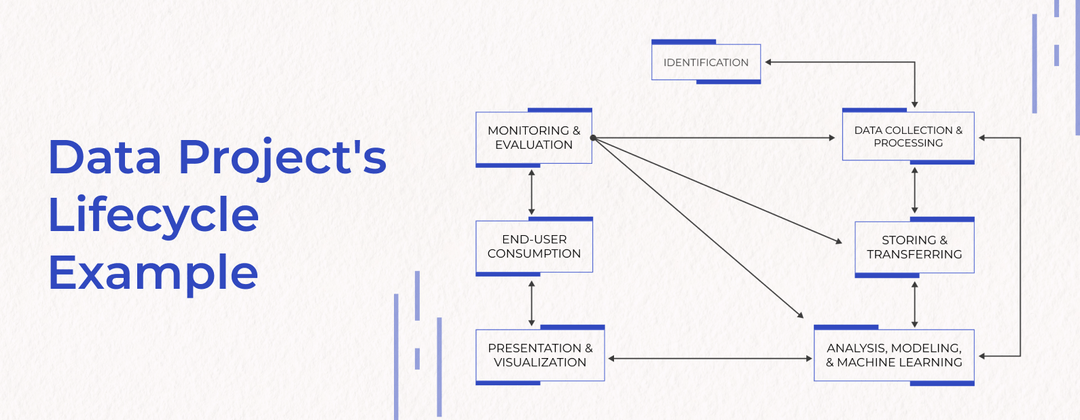 Data Project's
Lifecycle
Example
IDENTIFICATION
MONITORING &
EVALUATION
DATA COLLECTION &
PROCESSING
END-USER
CONSUMPTION
STORING &
TRANSFERRING
PRESENTATION &
VISUALIZATION
ANALYSIS, MODELING,
& MACHINE LEARNING